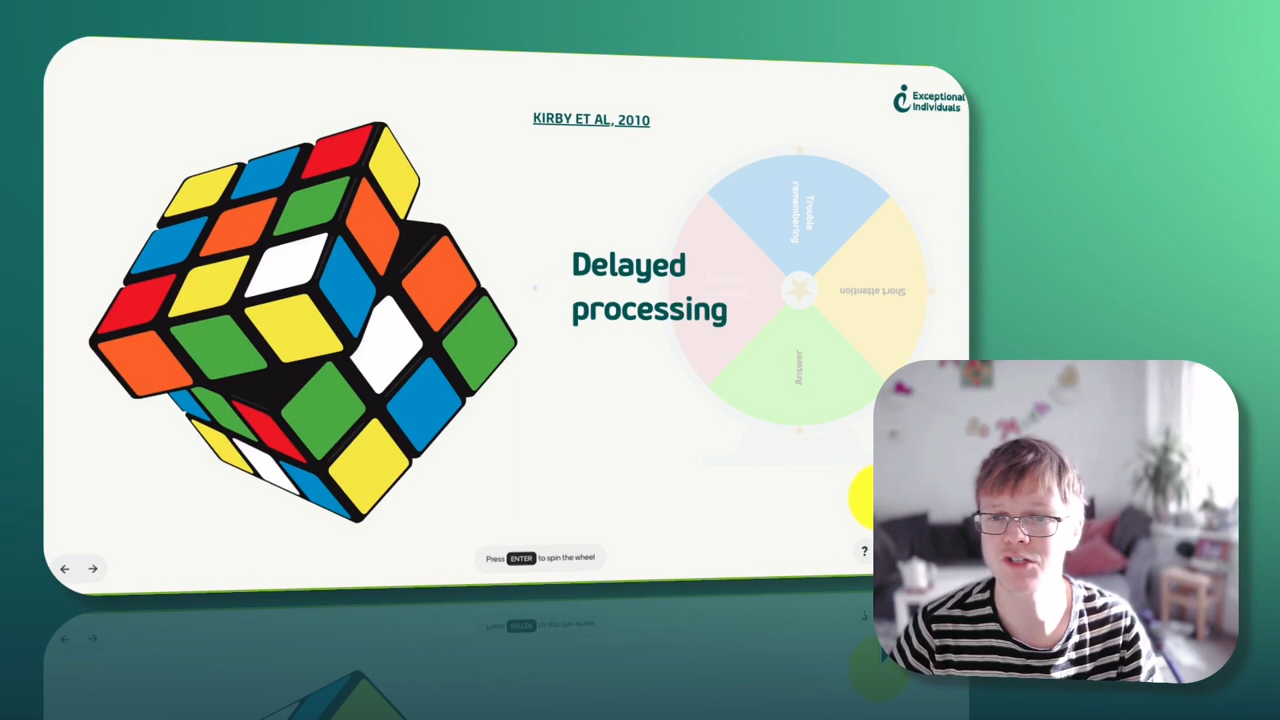 Exceptional
Individuals
KIRBY ET AL, 2010
Trouble
remembering
Delayed
processing
Short attention
Answer
Press ENTER to spin the wheel
?